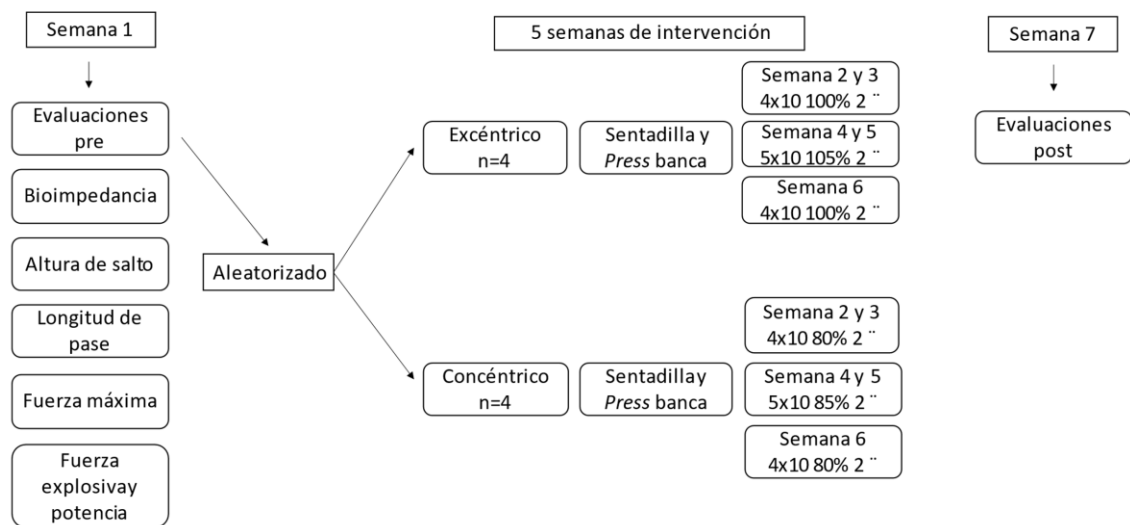 Semana 1
5 semanas de intervención
Semana 7
Evaluaciones
pre
Bioimpedancia
Altura de salto
Longitud de
pase
Fuerza máxima
Fuerza
explosivay
potencia
Aleatorizado
Excéntrico
n=4
Sentadilla y
Press banca
Semana 2 y 3
4x10 100% 2 ¨
Semana 4 y 5
5x10 105% 2 ¨
Semana 6
4x10 100% 2 ¨
Concéntrico
n=4
Sentadillay
Press banca
Semana 2 y 3
4x10 80% 2 ¨
Semana 4 y 5
5x10 85% 2 ¨
Semana 6
4x10 80% 2 ¨
Evaluaciones
post